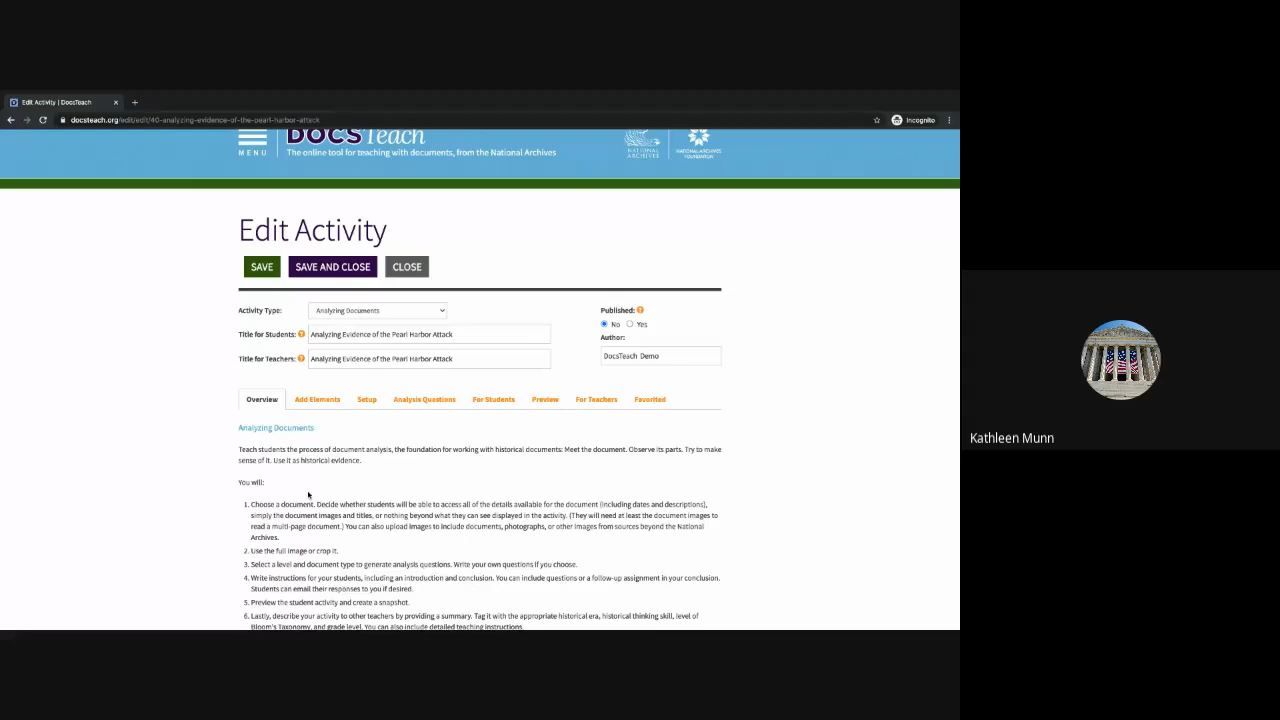 Edit Activity | DocsTeach
docsteach.org/edit/edit/40-analyzing-evidence-of-the-pearl-harbor-attack
Incognito
MENU
DOCSTeach
The online tool for teaching with documents, from the National Archives
NATIONAL
ARCHIVES
NATIONAL ARCHIVES
FOUNDATION
Edit Activity
SAVE SAVE AND CLOSE CLOSE
Activity Type: Analyzing Documents
Published: ?
No Yes
Title for Students: ? Analyzing Evidence of the Pearl Harbor Attack
Author:
Title for Teachers: ? Analyzing Evidence of the Pearl Harbor Attack
DocsTeach Demo
Overview Add Elements Setup Analysis Questions For Students Preview For Teachers Favorited
Analyzing Documents
Teach students the process of document analysis, the foundation for working with historical documents: Meet the document. Observe its parts. Try to make
sense of it. Use it as historical evidence.
You will:
1. Choose a document. Decide whether students will be able to access all of the details available for the document (including dates and descriptions),
simply the document images and titles, or nothing beyond what they can see displayed in the activity. (They will need at least the document images to
read a multi-page document.) You can also upload images to include documents, photographs, or other images from sources beyond the National
Archives.
2. Use the full image or crop it.
3. Select a level and document type to generate analysis questions. Write your own questions if you choose.
4. Write instructions for your students, including an introduction and conclusion. You can include questions or a follow-up assignment in your conclusion.
Students can email their responses to you if desired.
5. Preview the student activity and create a snapshot.
6. Lastly, describe your activity to other teachers by providing a summary. Tag it with the appropriate historical era, historical thinking skill, level of
Bloom's Taxonomy, and grade level. You can also include detailed teaching instructions.
Kathleen Munn